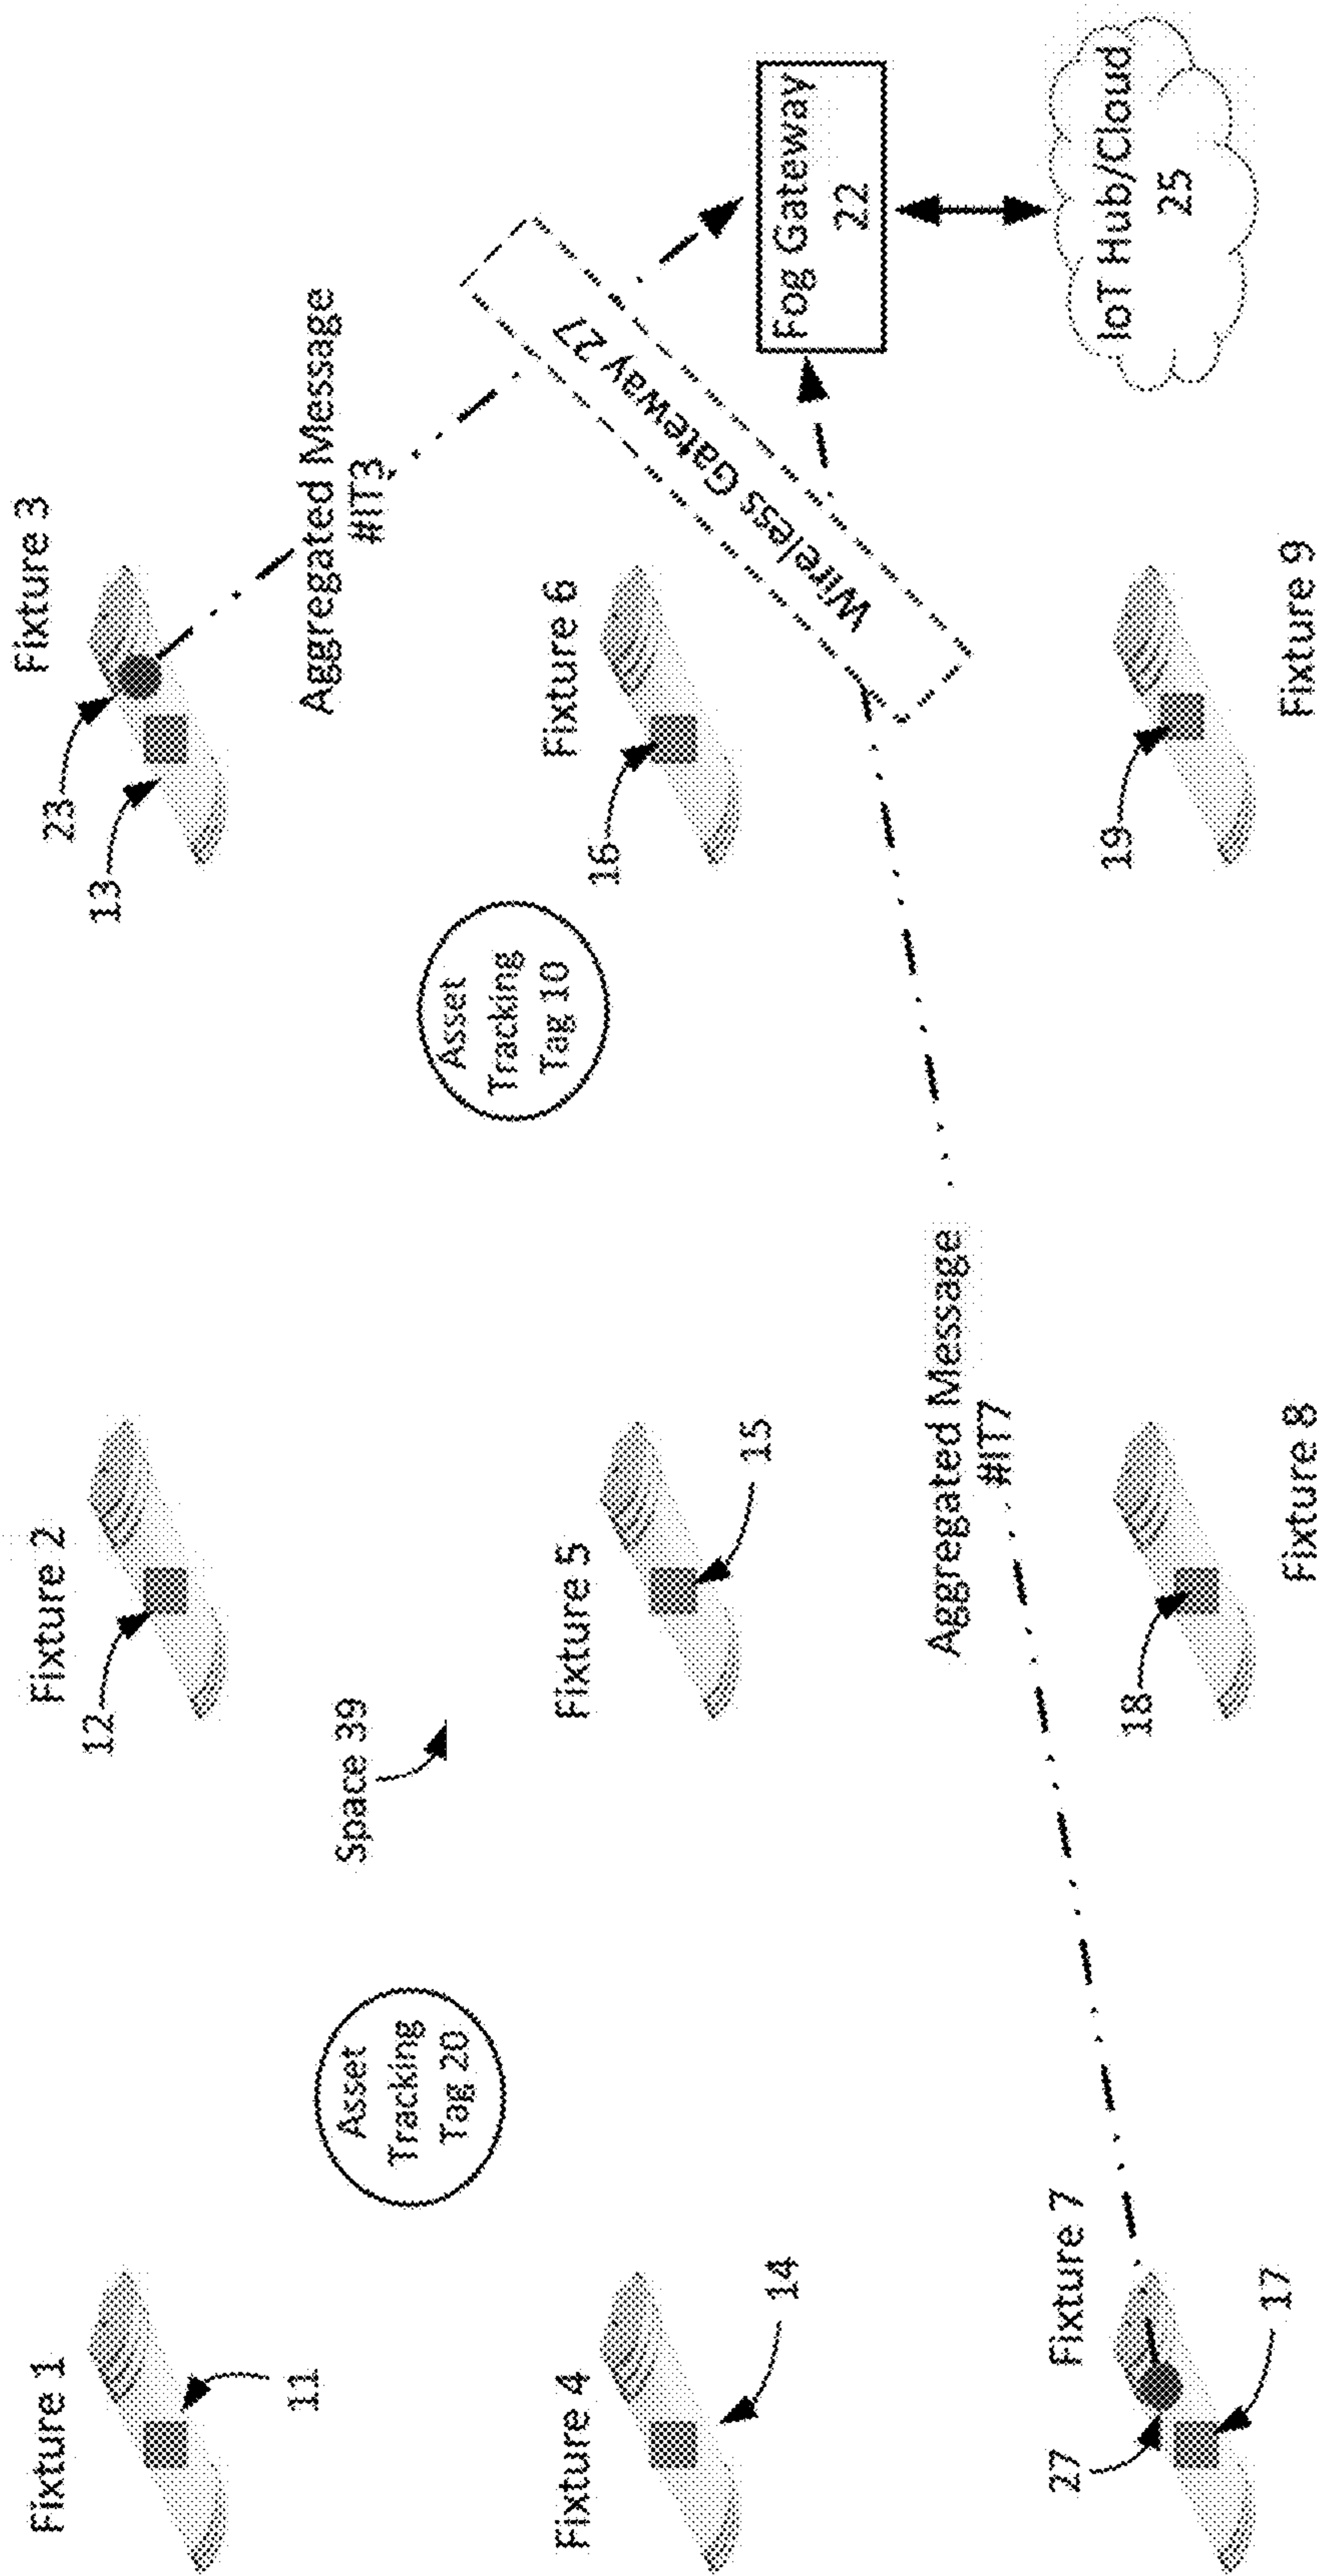 Fixture 1
11
Fixture 2
12
Fixture 3
23
13
Asset
Tracking
Tag 20
Space 39
Asset
Tracking
Tag 10
Aggregated Message
#IT3
Fixture 4
14
Fixture 5
15
Fixture 6
16
Wireless Gateway 27
Fog Gateway
22
IoT Hub/Cloud
25
Aggregated Message
#IT7
Fixture 7
27
17
18
Fixture 8
19
Fixture 9